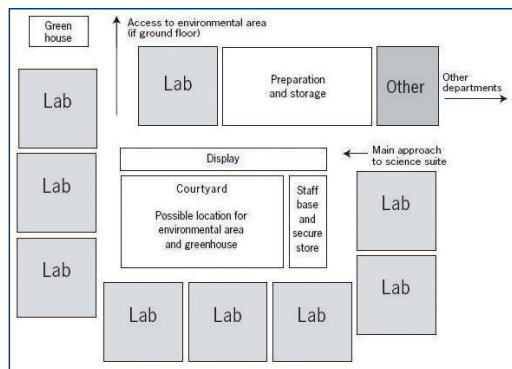 Green
house
Access to environmental area
(if ground floor)
Lab
Lab
Preparation
and storage
Other
Other
departments
Lab
Display
Main approach
to science suite
Courtyard
Possible location for
environmental area
and greenhouse
Staff
base
and
secure
store
Lab
Lab
Lab
Lab
Lab
Lab
Lab